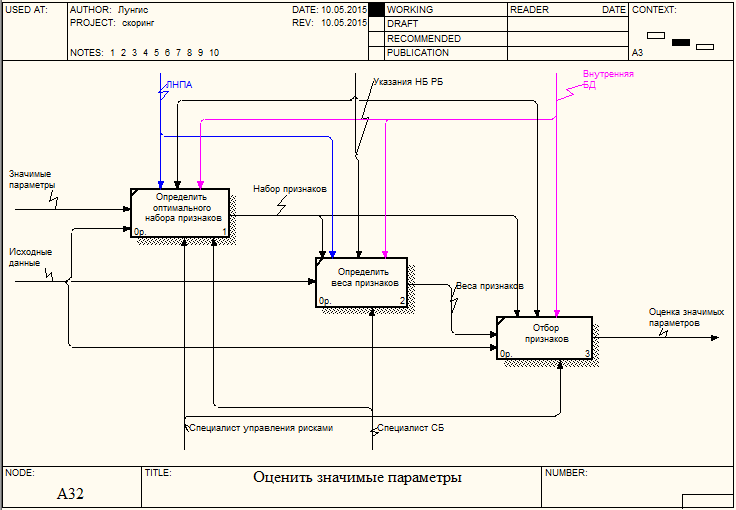 USED AT:
AUTHOR: Лунгис
DATE: 10.05.2015
PROJECT: скоринг
REV: 10.05.2015
NOTES: 1 2 3 4 5 6 7 8 9 10
WORKING
DRAFT
RECOMMENDED
PUBLICATION
READER DATE
CONTEXT:
A3
ЛНПА
Указания НБ РБ
Внутренняя
БД
Значимые
параметры
Определить
оптимального
набора признаков
0р. 1
Набор признаков
Исходные
данные
Определить
веса признаков
0р. 2
Веса признаков
Отбор
признаков
0р. 3
Оценка значимых
параметров
Специалист управления рисками
Специалист СБ
NODE:
A32
TITLE:
Оценить значимые параметры
NUMBER: